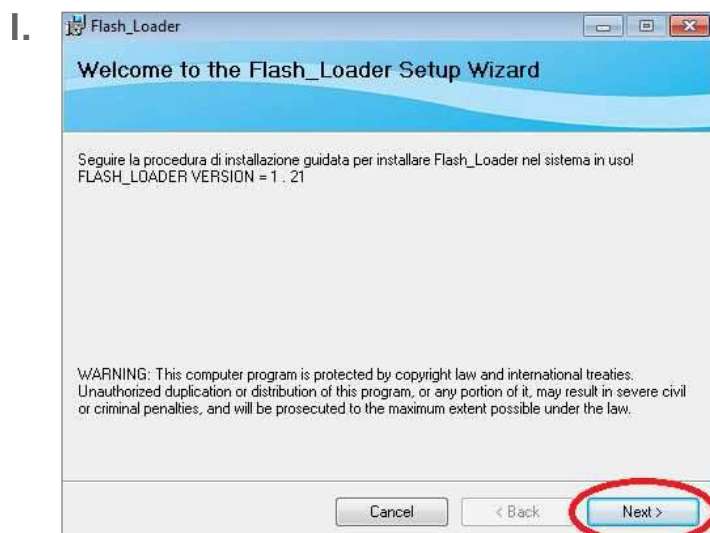 I.
Flash_Loader
Welcome to the Flash_Loader Setup Wizard
Seguire la procedura di installazione guidata per installare Flash_Loader nel sistema in uso!
FLASH_LOADER VERSION = 1 . 21
WARNING: This computer program is protected by copyright law and international treaties.
Unauthorized duplication or distribution of this program, or any portion of it, may result in severe civil
or criminal penalties, and will be prosecuted to the maximum extent possible under the law.
Cancel < Back Next >